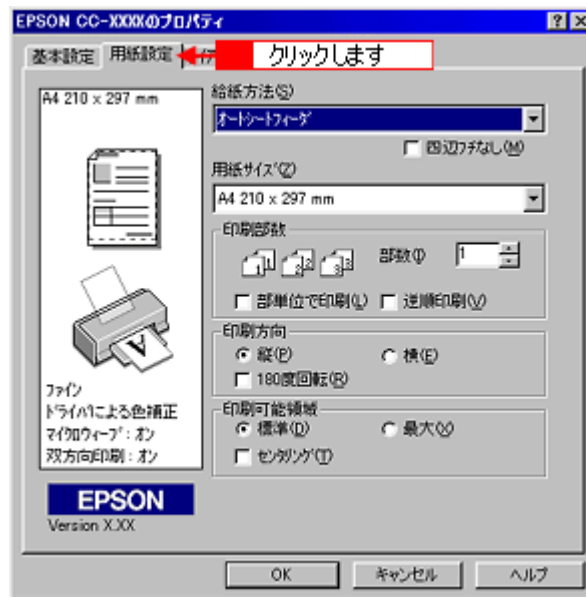 EPSON CC-XXXXのプロパティ
基本設定 用紙設定 クリックします
A4 210 x 297 mm
給紙方法(S)
オートシートフィーダ
四辺フチなし(M)
用紙サイズ(Z)
A4 210 x 297 mm
印刷部数
部数(I) 1
部単位で印刷(L) 逆順印刷(V)
印刷方向
縦(P) 横(E)
180度回転(R)
印刷可能領域
標準(D) 最大(X)
センタリング(T)
ファイン
ドライバによる色補正
マイクロウィーブ：オン
双方向印刷：オン
EPSON
Version X.XX
OK キャンセル ヘルプ